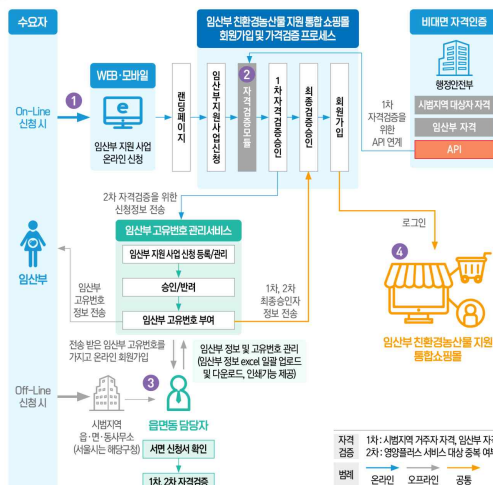 수요자
임산부 친환경농산물 지원 통합 쇼핑몰
회원가입 및 가격검증 프로세스
비대면 자격인증
On-Line
신청 시
1
WEB·모바일
e
임산부 지원 사업
온라인 신청
랜딩페이지
임산부지원사업신청
2
자격검증모듈
1차자격검증승인
최종검증승인
회원가입
1차
자격검증을
위한
API 연계
행정안전부
시범지역 대상자 자격
임산부 자격
API
2차 자격검증을 위한
신청정보 전송
임산부 고유번호 관리서비스
임산부 지원 사업 신청 등록/관리
승인/반려
임산부 고유번호 부여
임산부
임산부
고유번호
정보 전송
1차, 2차
최종승인자
정보 전송
로그인
4
임산부 친환경농산물 지원
통합쇼핑몰
전송 받은 임산부 고유번호를
가지고 온라인 회원가입
임산부 정보 및 고유번호 관리
(임산부 정보 excel 일괄 업로드
및 다운로드, 인쇄기능 제공)
Off-Line
신청 시
3
시범지역
읍·면·동사무소
(서울시는 해당구청)
읍면동 담당자
서면 신청서 확인
1차, 2차 자격검증
자격
검증
1차 : 시범지역 거주자 자격, 임산부 자격
2차 : 영양플러스 서비스 대상 중복 여부
범례
온라인
오프라인
공통